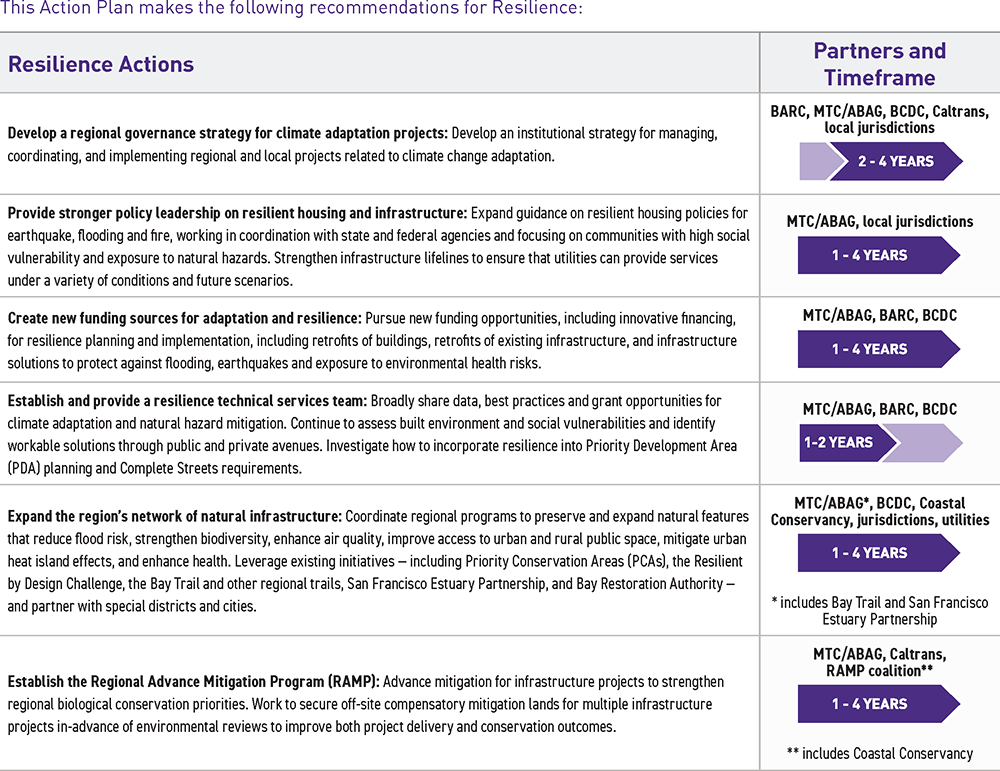 This Action Plan makes the following recommendations for Resilience:
Resilience Actions
Partners and
Timeframe
Develop a regional governance strategy for climate adaptation projects: Develop an institutional strategy for managing,
coordinating, and implementing regional and local projects related to climate change adaptation.
BARC, MTC/ABAG, BCDC, Caltrans,
local jurisdictions
2 - 4 YEARS
Provide stronger policy leadership on resilient housing and infrastructure: Expand guidance on resilient housing policies for
earthquake, flooding and fire, working in coordination with state and federal agencies and focusing on communities with high social
vulnerability and exposure to natural hazards. Strengthen infrastructure lifelines to ensure that utilities can provide services
under a variety of conditions and future scenarios.
MTC/ABAG, local jurisdictions
1 - 4 YEARS
Create new funding sources for adaptation and resilience: Pursue new funding opportunities, including innovative financing,
for resilience planning and implementation, including retrofits of buildings, retrofits of existing infrastructure, and infrastructure
solutions to protect against flooding, earthquakes and exposure to environmental health risks.
MTC/ABAG, BARC, BCDC
1 - 4 YEARS
Establish and provide a resilience technical services team: Broadly share data, best practices and grant opportunities for
climate adaptation and natural hazard mitigation. Continue to assess built environment and social vulnerabilities and identify
workable solutions through public and private avenues. Investigate how to incorporate resilience into Priority Development Area
(PDA) planning and Complete Streets requirements.
MTC/ABAG, BARC, BCDC
1-2 YEARS
Expand the region’s network of natural infrastructure: Coordinate regional programs to preserve and expand natural features
that reduce flood risk, strengthen biodiversity, enhance air quality, improve access to urban and rural public space, mitigate urban
heat island effects, and enhance health. Leverage existing initiatives — including Priority Conservation Areas (PCAs), the Resilient
by Design Challenge, the Bay Trail and other regional trails, San Francisco Estuary Partnership, and Bay Restoration Authority —
and partner with special districts and cities.
MTC/ABAG*, BCDC, Coastal
Conservancy, jurisdictions, utilities
1 - 4 YEARS
* includes Bay Trail and San Francisco
Estuary Partnership
Establish the Regional Advance Mitigation Program (RAMP): Advance mitigation for infrastructure projects to strengthen
regional biological conservation priorities. Work to secure off-site compensatory mitigation lands for multiple infrastructure
projects in-advance of environmental reviews to improve both project delivery and conservation outcomes.
MTC/ABAG, Caltrans,
RAMP coalition**
1 - 4 YEARS
** includes Coastal Conservancy